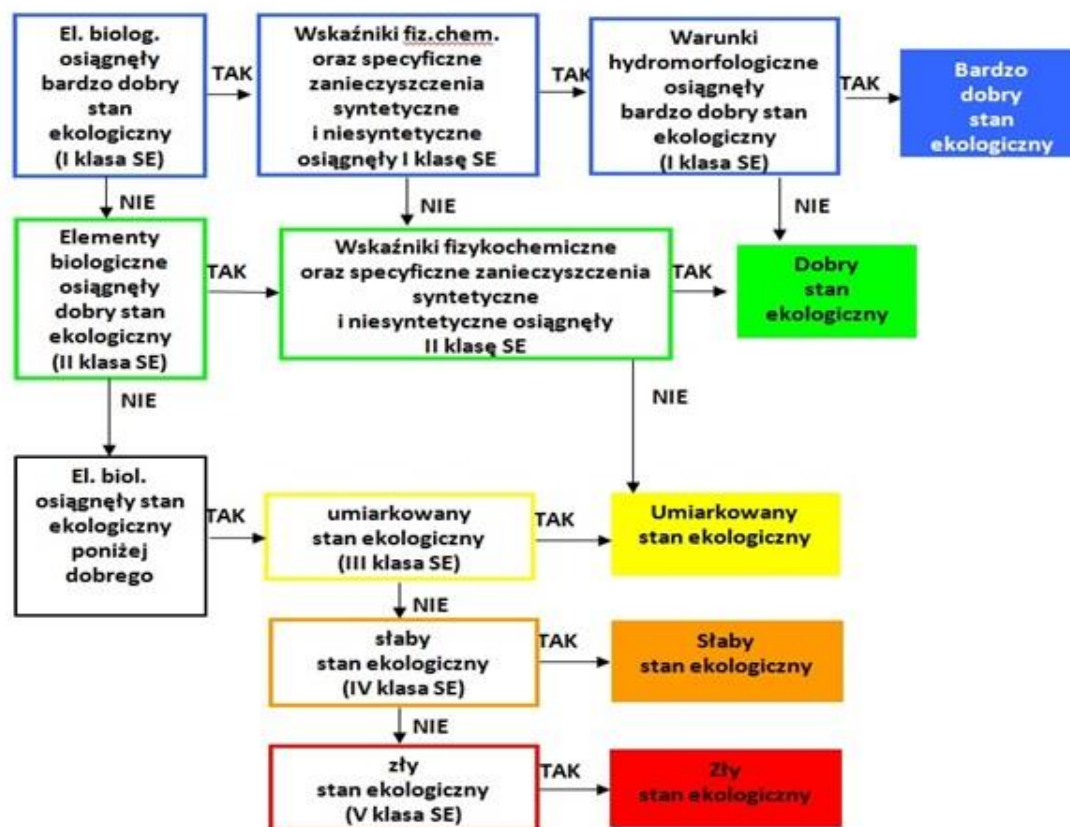 El. biolog.
osiągnęły
bardzo dobry
stan
ekologiczny
(I klasa SE)
TAK
Wskaźniki fiz.chem.
oraz specyficzne
zanieczyszczenia
syntetyczne
i niesyntetyczne
osiągnęły I klasę SE
TAK
Warunki
hydromorfologiczne
osiągnęły
bardzo dobry stan
ekologiczny
(I klasa SE)
TAK
Bardzo
dobry
stan
ekologiczny
NIE
NIE
NIE
Elementy
biologiczne
osiągnęły
dobry stan
ekologiczny
(II klasa SE)
TAK
Wskaźniki fizykochemiczne
oraz specyficzne zanieczyszczenia
syntetyczne
i niesyntetyczne osiągnęły
II klasę SE
TAK
Dobry
stan
ekologiczny
NIE
NIE
El. biol.
osiągnęły stan
ekologiczny
poniżej
dobrego
TAK
umiarkowany
stan ekologiczny
(III klasa SE)
TAK
Umiarkowany
stan ekologiczny
NIE
słaby
stan ekologiczny
(IV klasa SE)
TAK
Słaby
stan ekologiczny
NIE
zły
stan ekologiczny
(V klasa SE)
TAK
Zły
stan ekologiczny